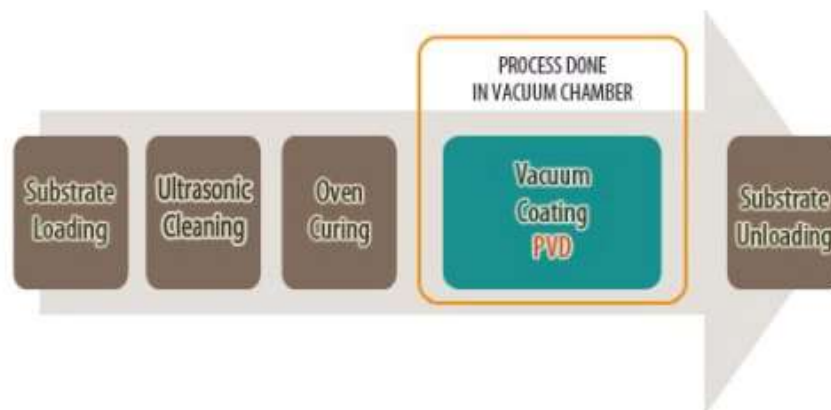 PROCESS DONE
IN VACUUM CHAMBER
Substrate
Loading
Ultrasonic
Cleaning
Oven
Curing
Vacuum
Coating
PVD
Substrate
Unloading